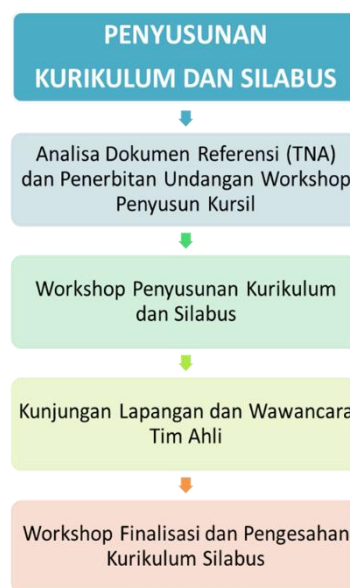 PENYUSUNAN
KURIKULUM DAN SILABUS
Analisa Dokumen Referensi (TNA)
dan Penerbitan Undangan Workshop
Penyusun Kursil
Workshop Penyusunan Kurikulum
dan Silabus
Kunjungan Lapangan dan Wawancara
Tim Ahli
Workshop Finalisasi dan Pengesahan
Kurikulum Silabus